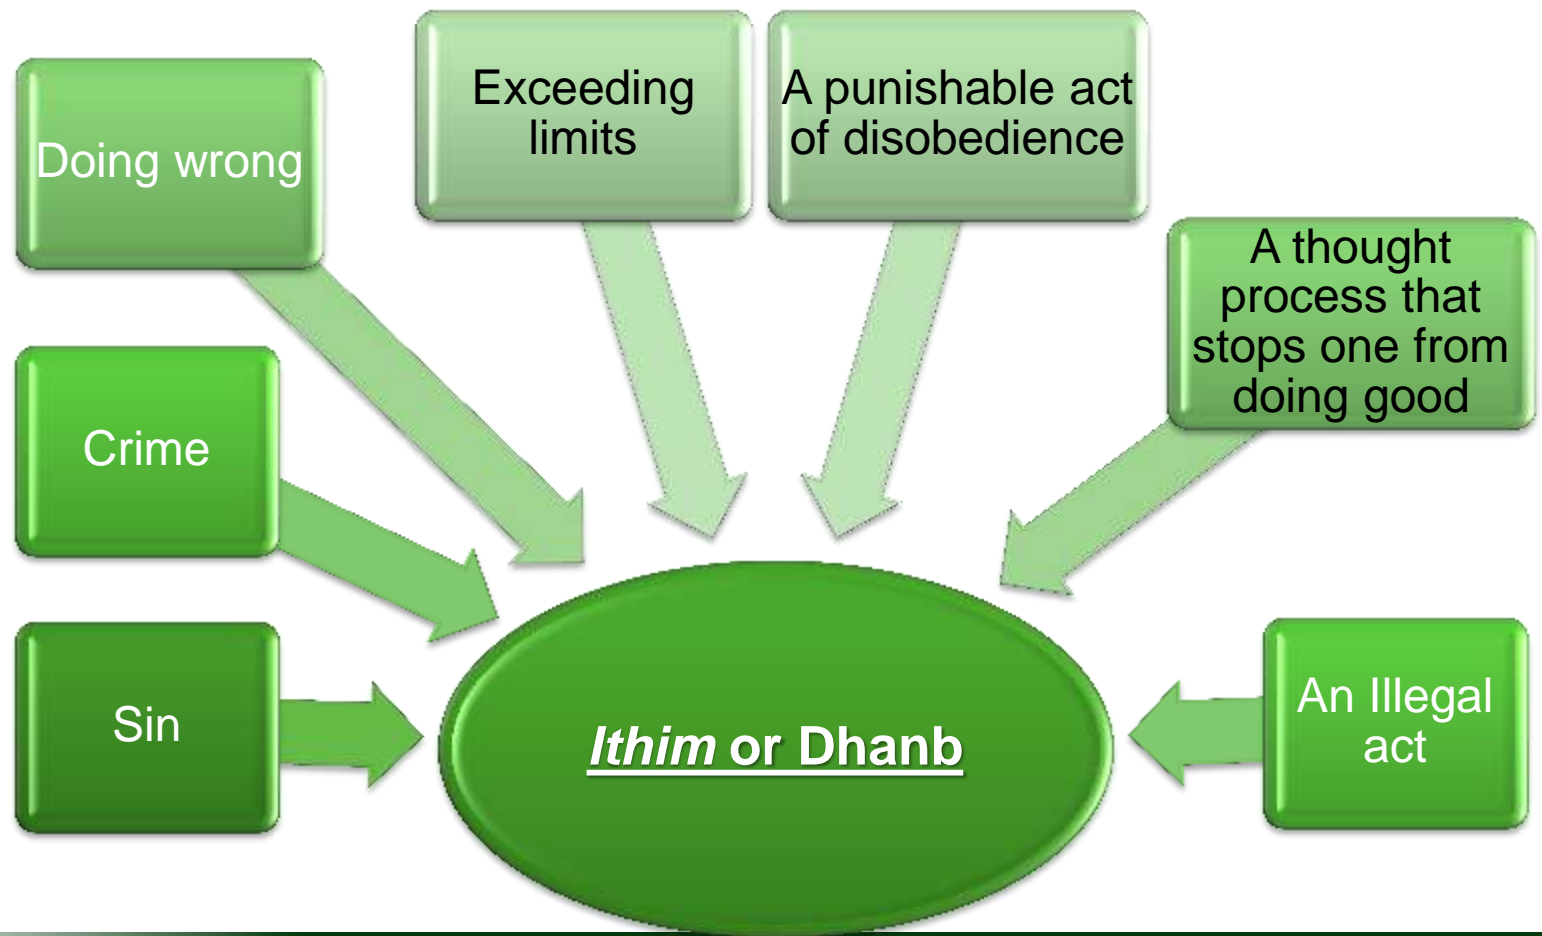 Doing wrong
Exceeding
limits
A punishable act
of disobedience
A thought
process that
stops one from
doing good
Crime
Sin
Ithim or Dhanb
An Illegal
act